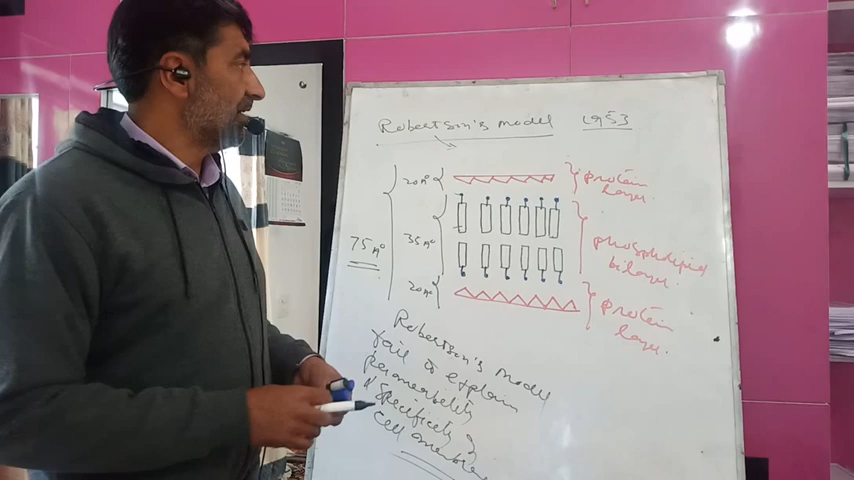 Robertson's model 1953
20A° protein
layer
75A° 35A° phospholipid
bilayer
20A° protein
layer
Robertson's model
fail to explain
Permeability
& Specificity of
Cell membrane